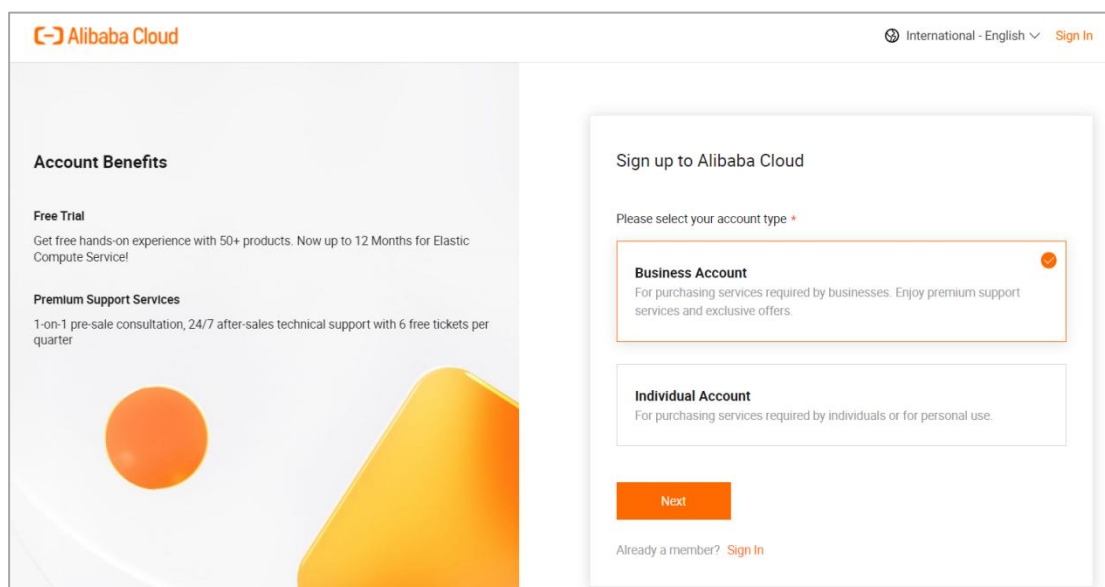 Alibaba Cloud
International - English
Sign In
Account Benefits
Free Trial
Get free hands-on experience with 50+ products. Now up to 12 Months for Elastic
Compute Service!
Premium Support Services
1-on-1 pre-sale consultation, 24/7 after-sales technical support with 6 free tickets per
quarter
Sign up to Alibaba Cloud
Please select your account type *
Business Account
For purchasing services required by businesses. Enjoy premium support
services and exclusive offers.
Individual Account
For purchasing services required by individuals or for personal use.
Next
Already a member? Sign In